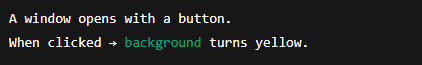 A window opens with a button.
When clicked → background turns yellow.